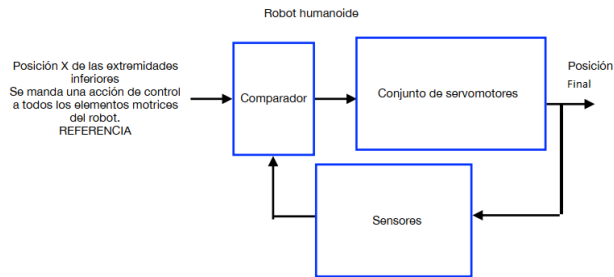 Robot humanoide
Posición X de las extremidades
inferiores
Se manda una acción de control
a todos los elementos motrices
del robot.
REFERENCIA
Comparador
Conjunto de servomotores
Posición
Final
Sensores